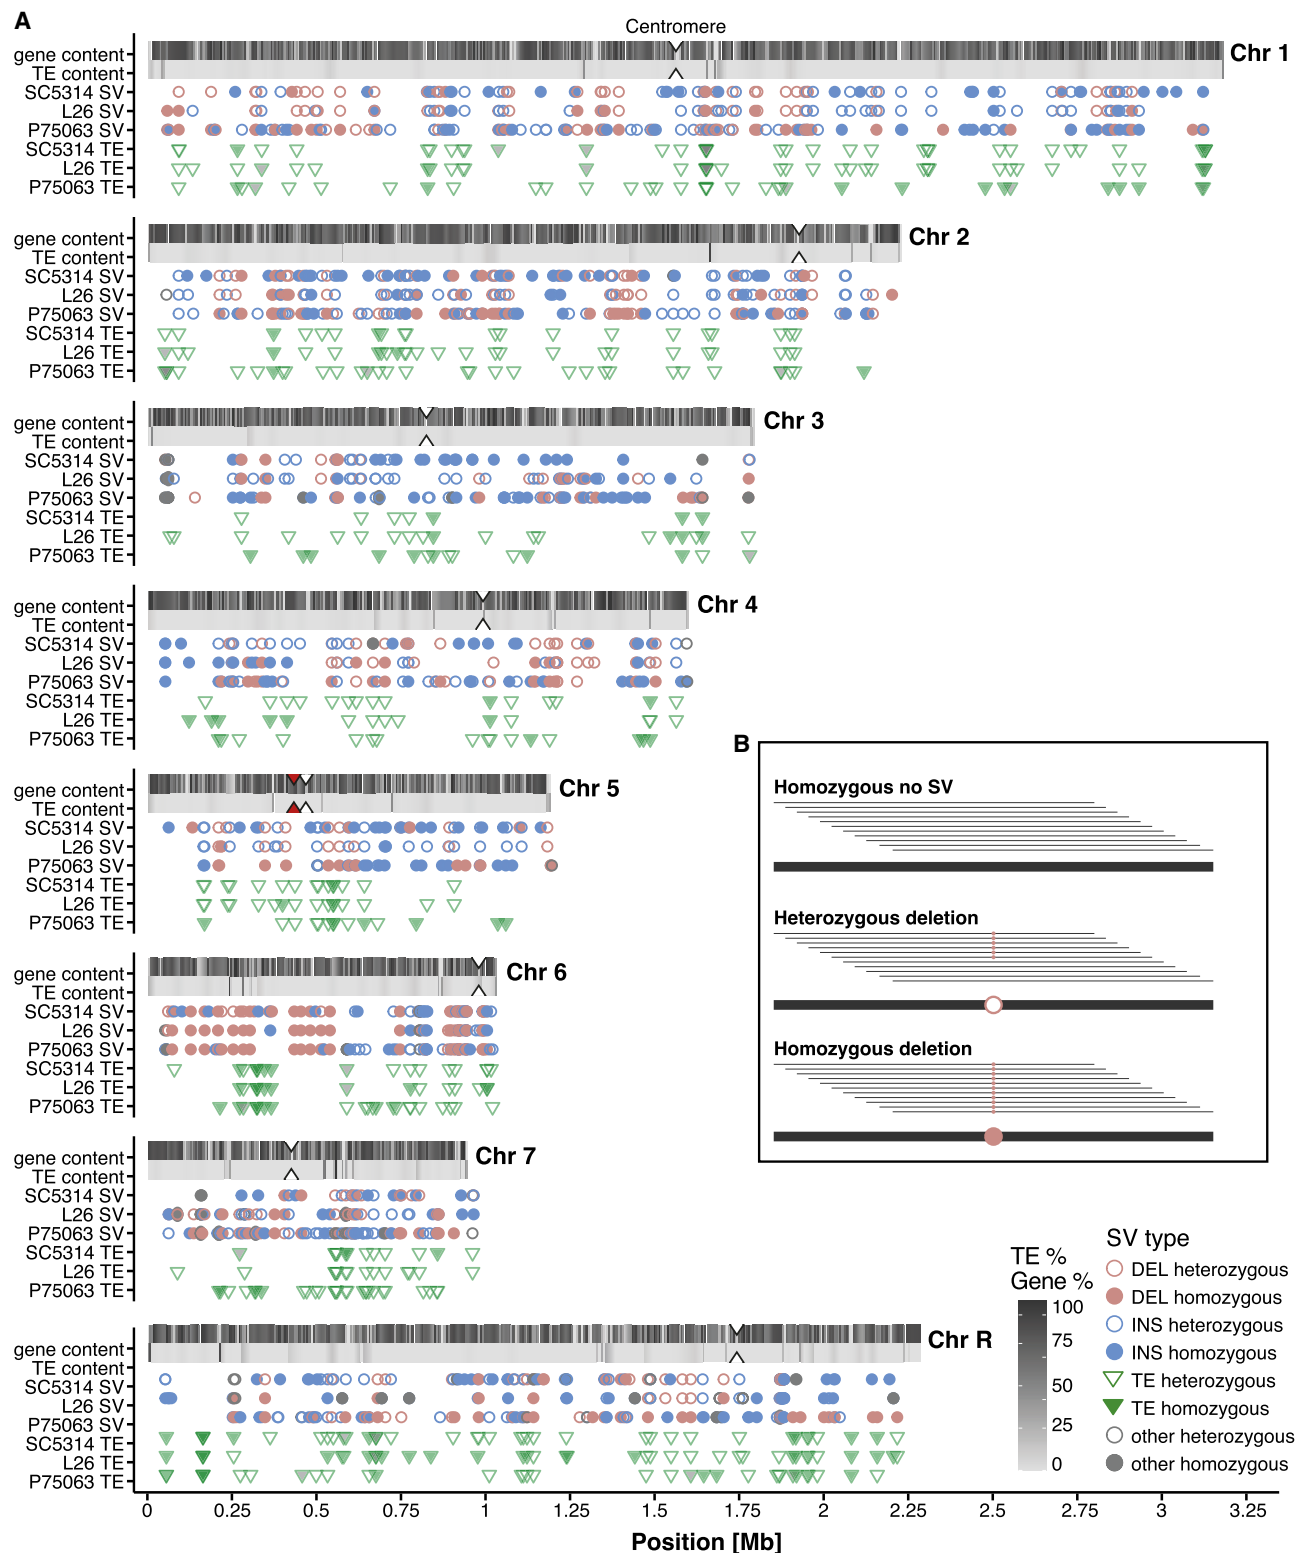 A
Centromere
gene content
Chr 1
TE content
SC5314 SV
L26 SV
P75063 SV
SC5314 TE
L26 TE
P75063 TE
gene content
Chr 2
TE content
SC5314 SV
L26 SV
P75063 SV
SC5314 TE
L26 TE
P75063 TE
gene content
Chr 3
TE content
SC5314 SV
L26 SV
P75063 SV
SC5314 TE
L26 TE
P75063 TE
gene content
Chr 4
TE content
SC5314 SV
L26 SV
P75063 SV
SC5314 TE
L26 TE
P75063 TE
gene content
Chr 5
TE content
SC5314 SV
L26 SV
P75063 SV
SC5314 TE
L26 TE
P75063 TE
gene content
Chr 6
TE content
SC5314 SV
L26 SV
P75063 SV
SC5314 TE
L26 TE
P75063 TE
gene content
Chr 7
TE content
SC5314 SV
L26 SV
P75063 SV
SC5314 TE
L26 TE
P75063 TE
gene content
Chr R
TE content
SC5314 SV
L26 SV
P75063 SV
SC5314 TE
L26 TE
P75063 TE
0 0.25 0.5 0.75 1 1.25 1.5 1.75 2 2.25 2.5 2.75 3 3.25
Position [Mb]
B
Homozygous no SV
Heterozygous deletion
Homozygous deletion
TE %
Gene %
100
75
50
25
0
SV type
DEL heterozygous
DEL homozygous
INS heterozygous
INS homozygous
TE heterozygous
TE homozygous
other heterozygous
other homozygous